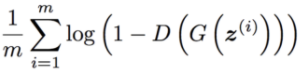 \frac{1}{m} \sum_{i=1}^{m} \log \left( 1 - D \left( G \left( \boldsymbol{z}^{(i)} \right) \right) \right)